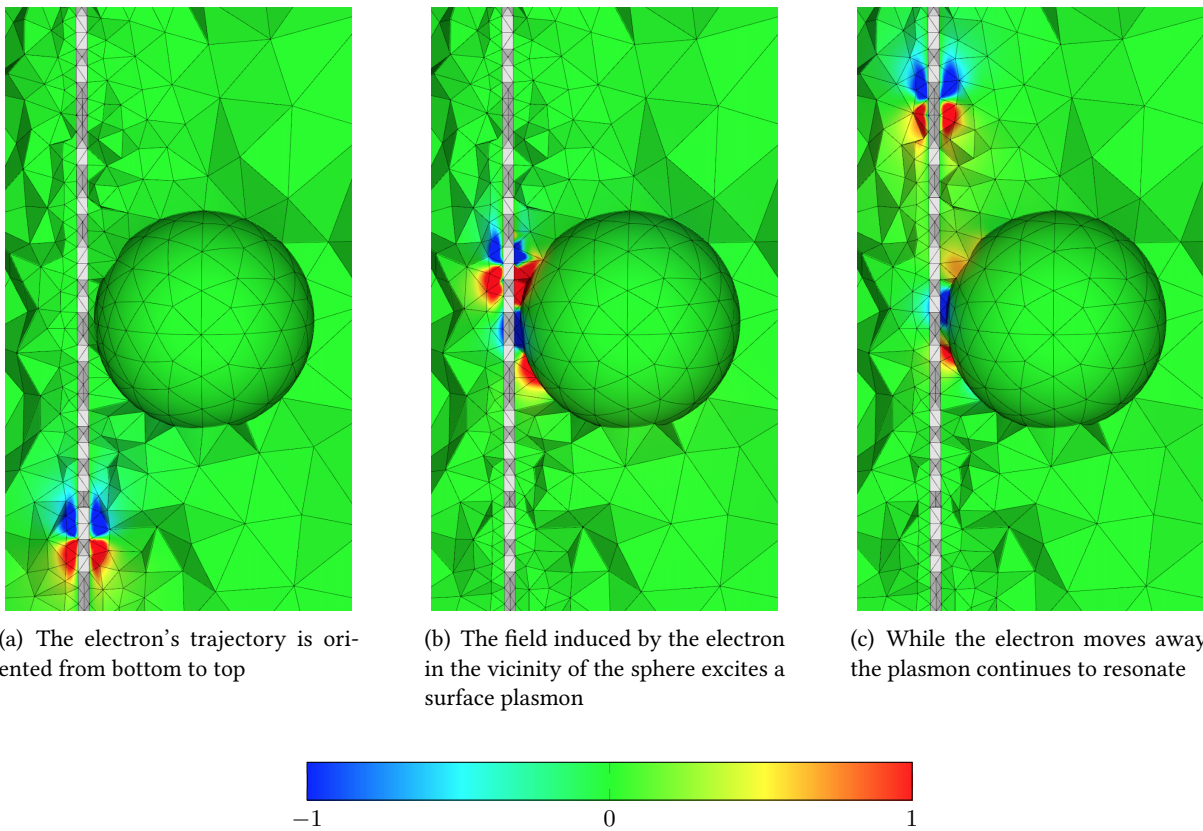 (a) The electron's trajectory is ori-
ented from bottom to top
(b) The field induced by the electron
in the vicinity of the sphere excites a
surface plasmon
(c) While the electron moves away
the plasmon continues to resonate
−1 0 1